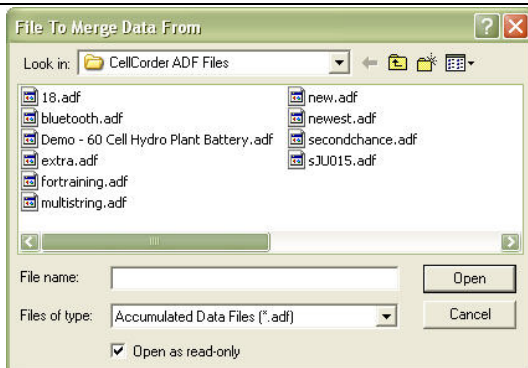 File To Merge Data From
Look in: CellCorder ADF Files
18.adf
bluetooth.adf
Demo - 60 Cell Hydro Plant Battery.adf
extra.adf
fortraining.adf
multistring.adf
new.adf
newest.adf
secondchance.adf
sJU015.adf
File name:
Open
Files of type: Accumulated Data Files (*.adf)
Cancel
Open as read-only